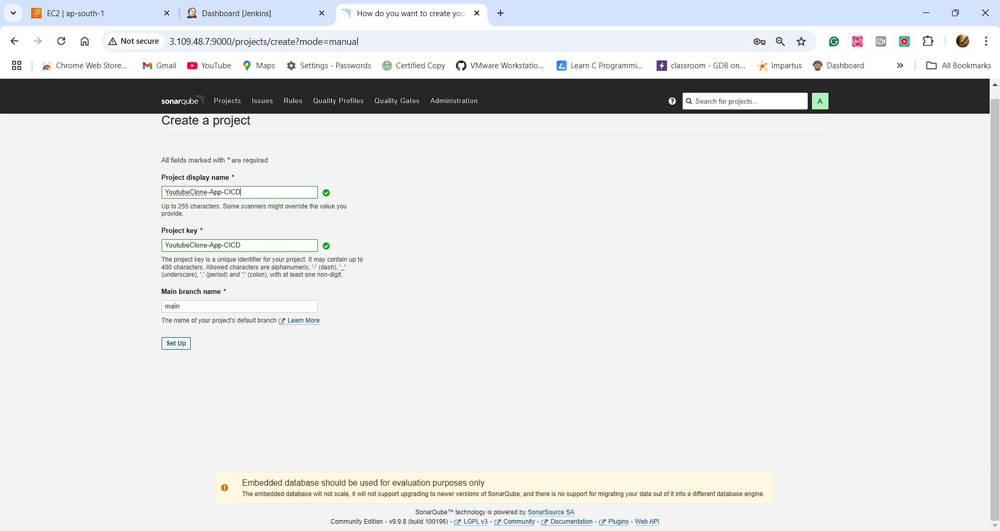 EC2 | ap-south-1
Dashboard [Jenkins]
How do you want to create you
Not secure
3.109.48.7:9000/projects/create?mode=manual
Chrome Web Store...
Gmail
YouTube
Maps
Settings - Passwords
Certified Copy
VMware Workstatio...
Learn C Programmi...
classroom - GDB on...
Impartus
Dashboard
All Bookmarks
sonarqube
Projects
Issues
Rules
Quality Profiles
Quality Gates
Administration
Search for projects...
A
Create a project
All fields marked with * are required
Project display name *
YoutubeClone-App-CICD
Up to 255 characters. Some scanners might override the value you
provide.
Project key *
YoutubeClone-App-CICD
The project key is a unique identifier for your project. It may contain up to
400 characters. Allowed characters are alphanumeric, '-' (dash), '_'
(underscore), '.' (period) and ':' (colon), with at least one non-digit.
Main branch name *
main
The name of your project's default branch Learn More
Set Up
Embedded database should be used for evaluation purposes only
The embedded database will not scale, it will not support upgrading to newer versions of SonarQube, and there is no support for migrating your data out of it into a different database engine.
SonarQube™ technology is powered by SonarSource SA
Community Edition - v9.9.8 (build 100196) - LGPL v3 - Community - Documentation - Plugins - Web API